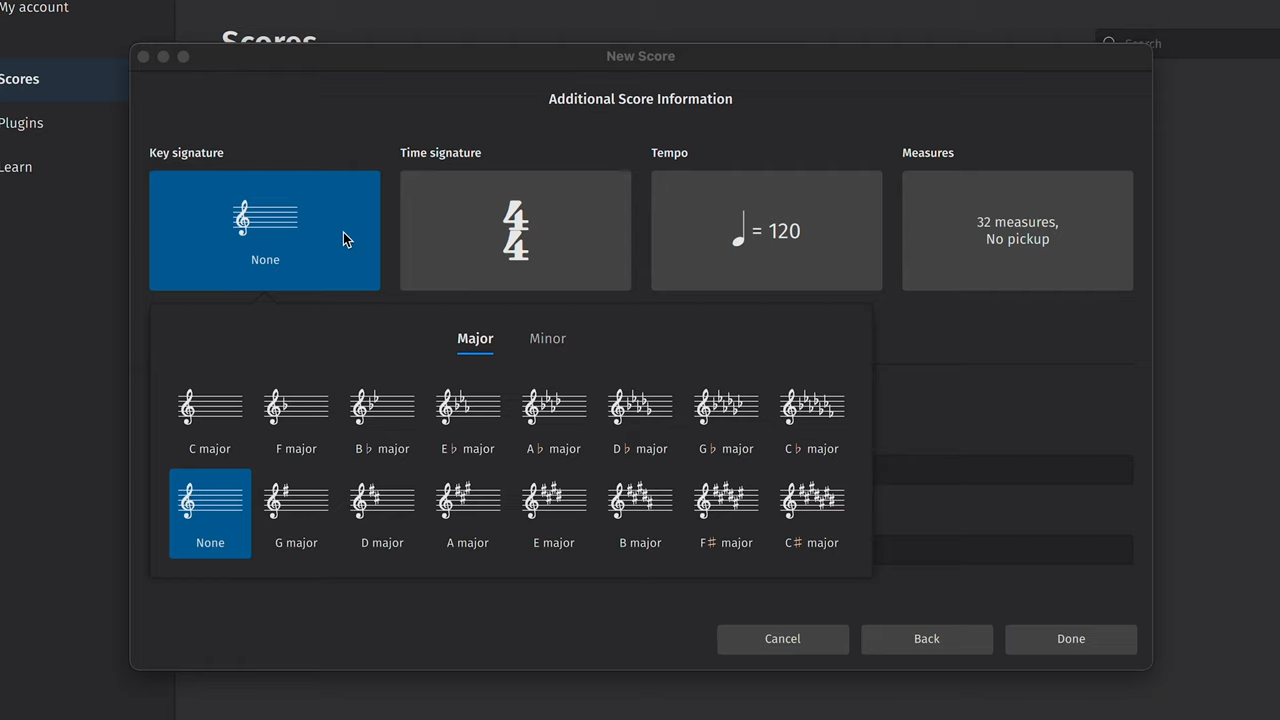 My account
Scores
Search
New Score
Scores
Additional Score Information
Plugins
Learn
Key signature
Time signature
Tempo
Measures
None
4
4
= 120
32 measures,
No pickup
Major
Minor
C major
F major
B♭ major
E♭ major
A♭ major
D♭ major
G♭ major
C♭ major
None
G major
D major
A major
E major
B major
F♯ major
C♯ major
Cancel
Back
Done